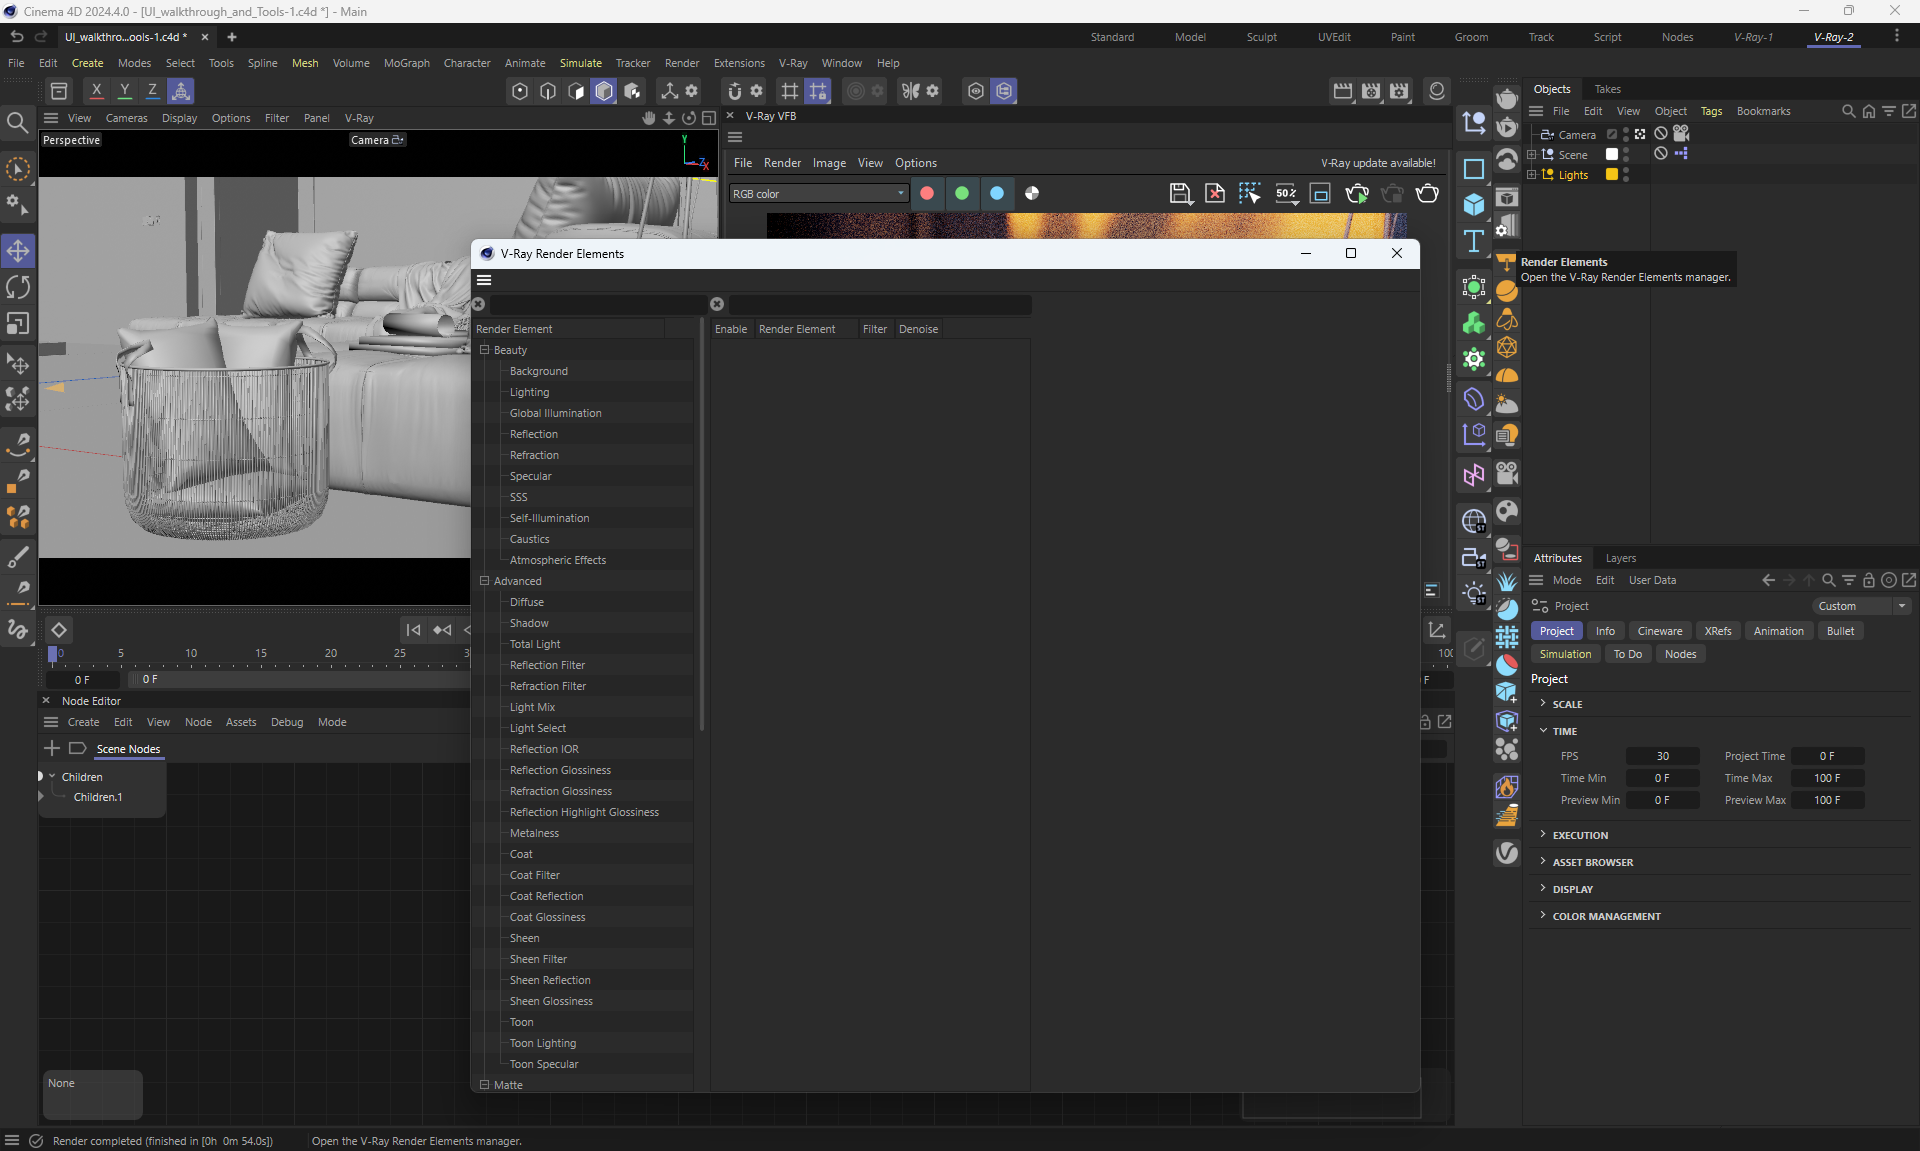 Cinema 4D 2024.4.0 - [UI_walkthrough_and_Tools-1.c4d *] - Main
UI_walkthro...ools-1.c4d *
Standard Model Sculpt UVEdit Paint Groom Track Script Nodes V-Ray-1 V-Ray-2
File Edit Create Modes Select Tools Spline Mesh Volume MoGraph Character Animate Simulate Tracker Render Extensions V-Ray Window Help
X Y Z
Objects Takes
File Edit View Object Tags Bookmarks
View Cameras Display Options Filter Panel V-Ray
V-Ray VFB
Perspective
Camera
Y
Z
X
File Render Image View Options
V-Ray update available!
RGB color
50%
Camera
Scene
Lights
V-Ray Render Elements
Render Elements
Open the V-Ray Render Elements manager.
Render Element
Enable Render Element Filter Denoise
Beauty
Background
Lighting
Global Illumination
Reflection
Refraction
Specular
SSS
Self-Illumination
Caustics
Atmospheric Effects
Advanced
Diffuse
Shadow
Total Light
Reflection Filter
Refraction Filter
Light Mix
Light Select
Reflection IOR
Reflection Glossiness
Refraction Glossiness
Reflection Highlight Glossiness
Metalness
Coat
Coat Filter
Coat Reflection
Coat Glossiness
Sheen
Sheen Filter
Sheen Reflection
Sheen Glossiness
Toon
Toon Lighting
Toon Specular
Matte
ST
ST
ST
0 5 10 15 20 25 3
100
0 F
0 F
F
Node Editor
Create Edit View Node Assets Debug Mode
Scene Nodes
Children
Children.1
None
Attributes Layers
Mode Edit User Data
Project
Custom
Project Info Cineware XRefs Animation Bullet
Simulation To Do Nodes
Project
SCALE
TIME
FPS 30 Project Time 0 F
Time Min 0 F Time Max 100 F
Preview Min 0 F Preview Max 100 F
EXECUTION
ASSET BROWSER
DISPLAY
COLOR MANAGEMENT
Render completed (finished in [0h 0m 54.0s])
Open the V-Ray Render Elements manager.